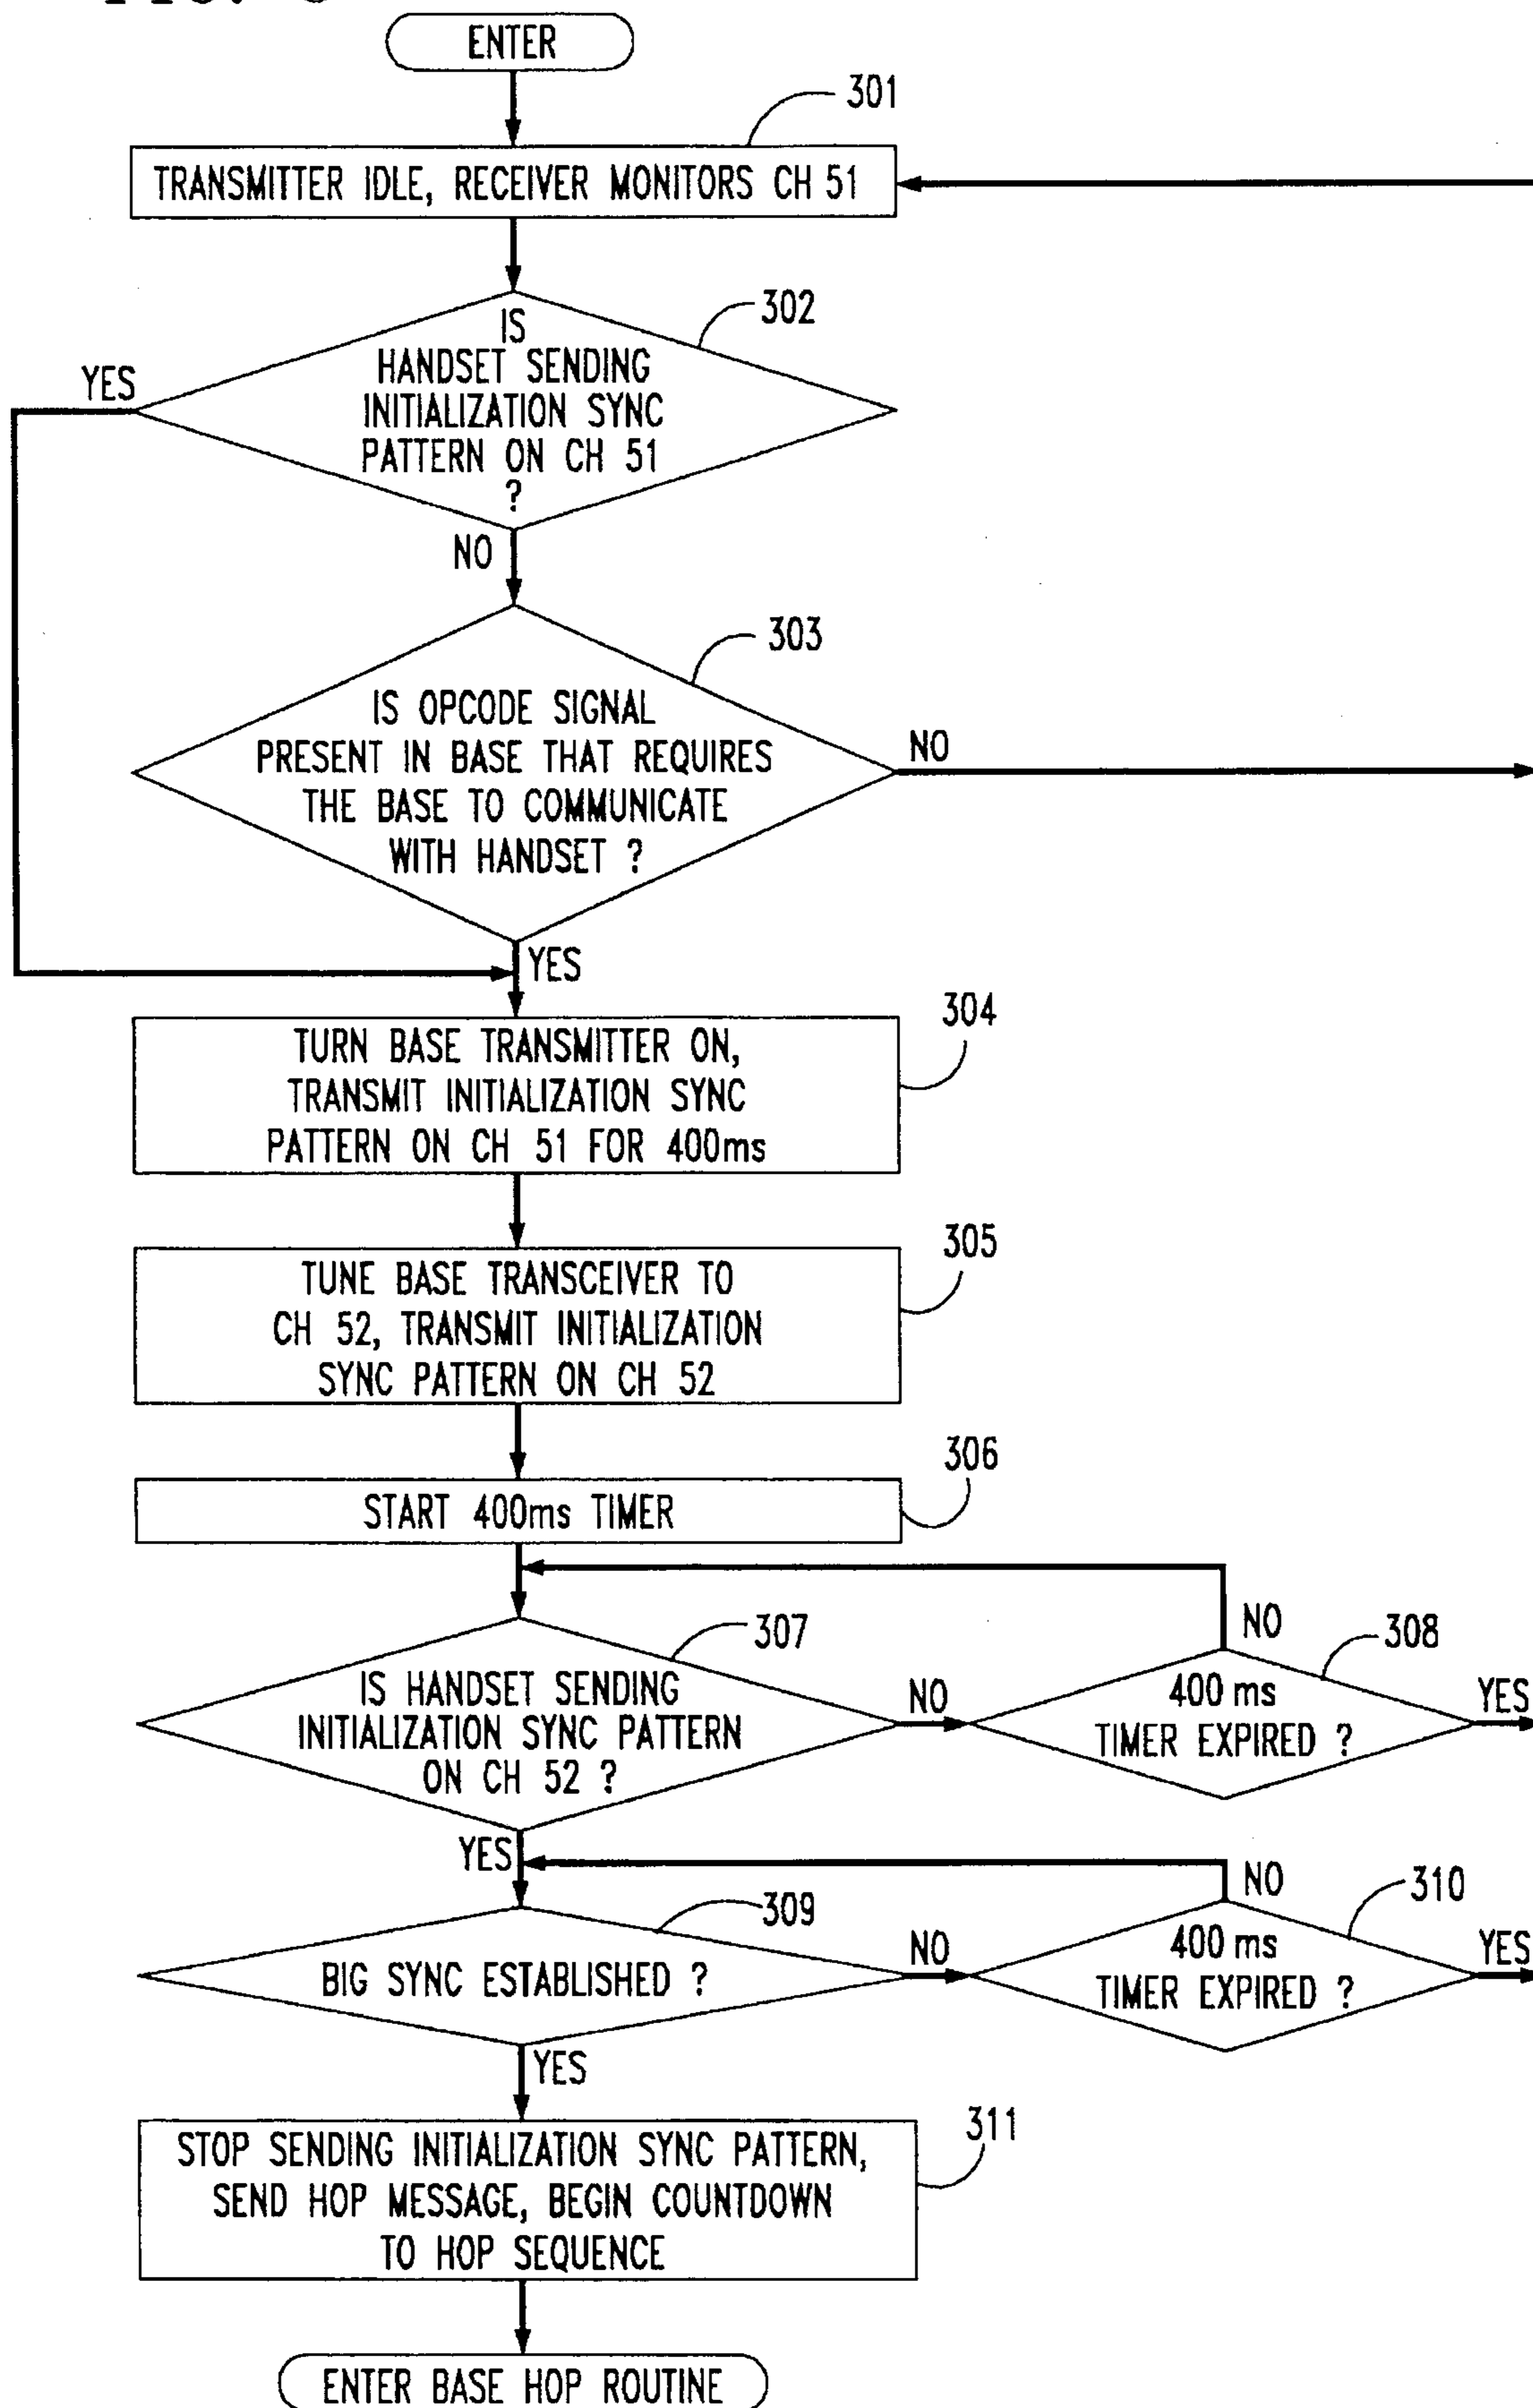 ENTER
301
TRANSMITTER IDLE, RECEIVER MONITORS CH 51
302
IS
HANDSET SENDING
INITIALIZATION SYNC
PATTERN ON CH 51
?
YES
NO
303
IS OPCODE SIGNAL
PRESENT IN BASE THAT REQUIRES
THE BASE TO COMMUNICATE
WITH HANDSET ?
NO
YES
304
TURN BASE TRANSMITTER ON,
TRANSMIT INITIALIZATION SYNC
PATTERN ON CH 51 FOR 400ms
305
TUNE BASE TRANSCEIVER TO
CH 52, TRANSMIT INITIALIZATION
SYNC PATTERN ON CH 52
306
START 400ms TIMER
307
IS HANDSET SENDING
INITIALIZATION SYNC PATTERN
ON CH 52 ?
NO
YES
308
400 ms
TIMER EXPIRED ?
NO
YES
309
BIG SYNC ESTABLISHED ?
NO
YES
310
400 ms
TIMER EXPIRED ?
NO
YES
311
STOP SENDING INITIALIZATION SYNC PATTERN,
SEND HOP MESSAGE, BEGIN COUNTDOWN
TO HOP SEQUENCE
ENTER BASE HOP ROUTINE